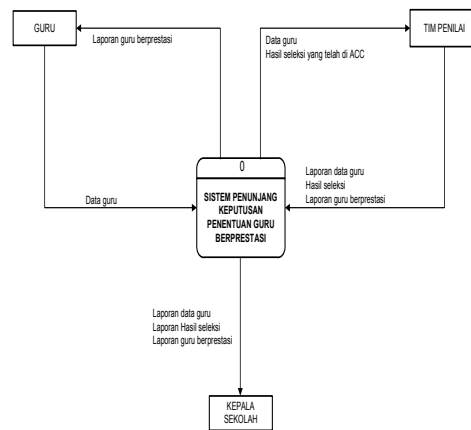 GURU
TIM PENILAI
Laporan guru berprestasi
Data guru
Hasil seleksi yang telah di ACC
0
SISTEM PENUNJANG
KEPUTUSAN
PENENTUAN GURU
BERPRESTASI
Data guru
Laporan data guru
Hasil seleksi
Laporan guru berprestasi
Laporan data guru
Laporan Hasil seleksi
Laporan guru berprestasi
KEPALA
SEKOLAH